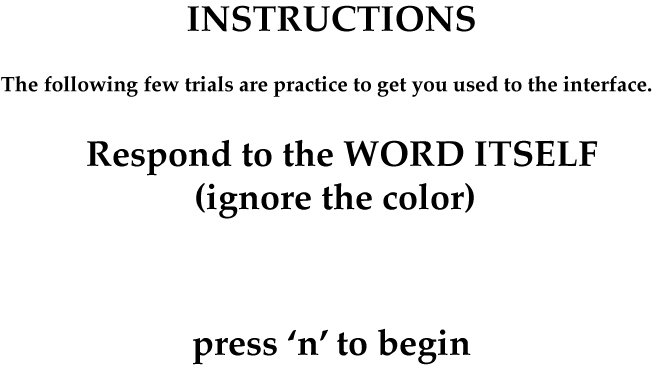 INSTRUCTIONS
The following few trials are practice to get you used to the interface.
Respond to the WORD ITSELF
(ignore the color)
press ‘n’ to begin